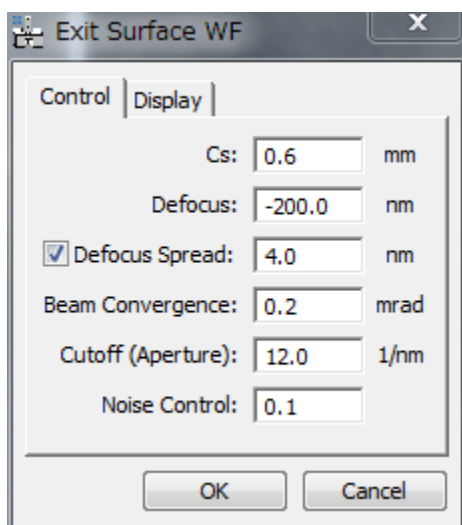 Exit Surface WF
Control Display
Cs: 0.6 mm
Defocus: -200.0 nm
Defocus Spread: 4.0 nm
Beam Convergence: 0.2 mrad
Cutoff (Aperture): 12.0 1/nm
Noise Control: 0.1
OK Cancel